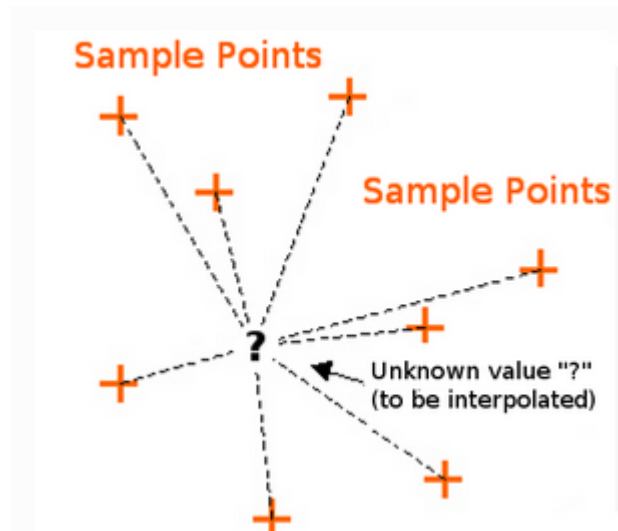 Sample Points
Sample Points
?
Unknown value "?"
(to be interpolated)